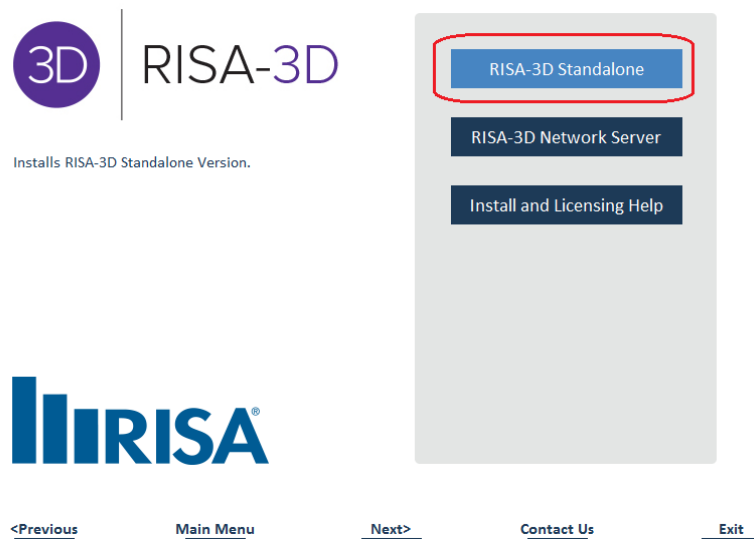 3D
RISA-3D
Installs RISA-3D Standalone Version.
RISA-3D Standalone
RISA-3D Network Server
Install and Licensing Help
RISA®
<Previous Main Menu Next> Contact Us Exit